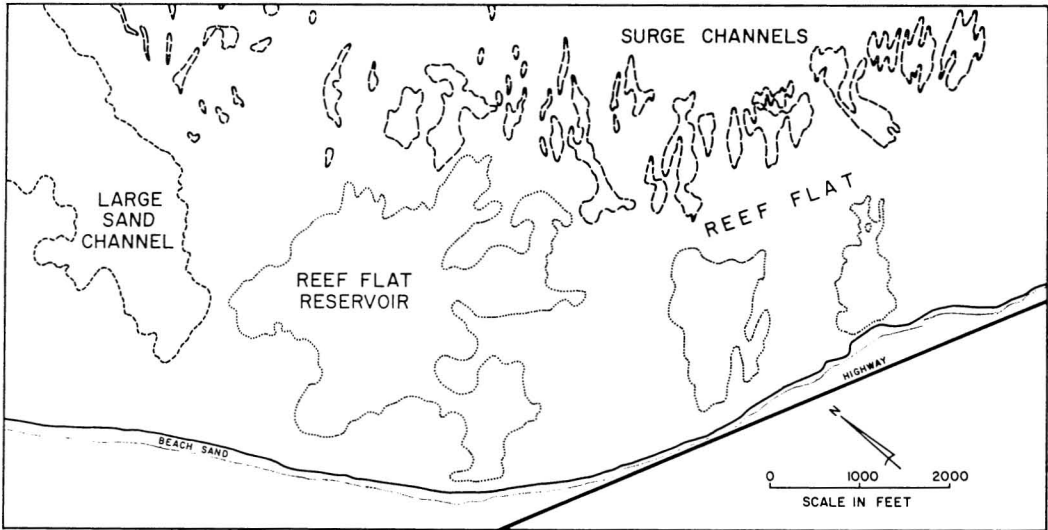 SURGE CHANNELS
LARGE
SAND
CHANNEL
REEF FLAT
REEF FLAT
RESERVOIR
HIGHWAY
BEACH SAND
N
0 1000 2000
SCALE IN FEET